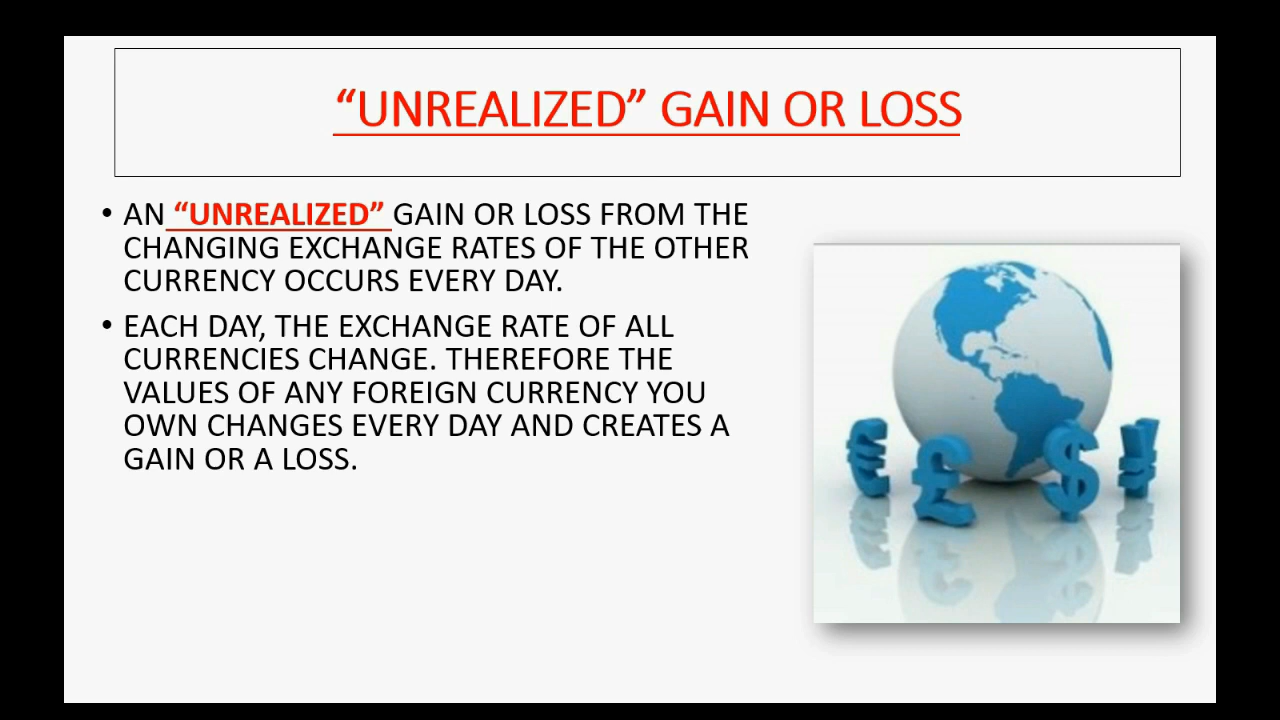 “UNREALIZED” GAIN OR LOSS
• AN “UNREALIZED” GAIN OR LOSS FROM THE
CHANGING EXCHANGE RATES OF THE OTHER
CURRENCY OCCURS EVERY DAY.
• EACH DAY, THE EXCHANGE RATE OF ALL
CURRENCIES CHANGE. THEREFORE THE
VALUES OF ANY FOREIGN CURRENCY YOU
OWN CHANGES EVERY DAY AND CREATES A
GAIN OR A LOSS.
€ £ $ ¥